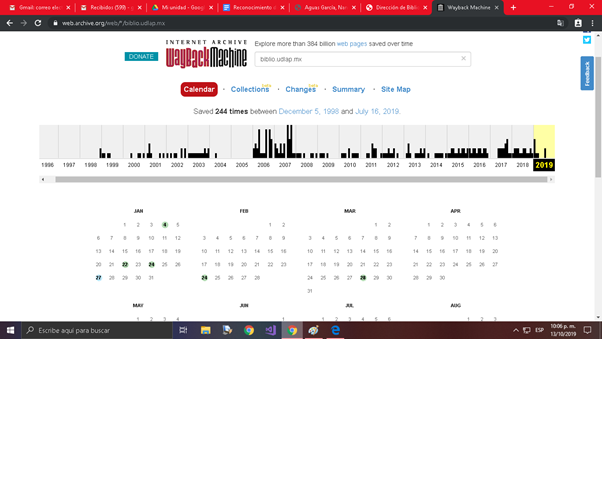 Gmail: correo ele
Recibidos (599) - y
Mi unidad - Googl
Reconocimiento d
Aguas García, Nan
Dirección de Biblio
Wayback Machine
web.archive.org/web/*/biblio.udlap.mx
INTERNET ARCHIVE
WayBackMachine
DONATE
Explore more than 384 billion web pages saved over time
biblio.udlap.mx
Feedback
Calendar · Collections · Changes · Summary · Site Map
Saved 244 times between December 5, 1998 and July 16, 2019.
1996 1997 1998 1999 2000 2001 2002 2003 2004 2005 2006 2007 2008 2009 2010 2011 2012 2013 2014 2015 2016 2017 2018 2019
JAN
1 2 3 4 5
6 7 8 9 10 11 12
13 14 15 16 17 18 19
20 21 22 23 24 25 26
27 28 29 30 31
FEB
1 2
3 4 5 6 7 8 9
10 11 12 13 14 15 16
17 18 19 20 21 22 23
24 25 26 27 28
MAR
1 2
3 4 5 6 7 8 9
10 11 12 13 14 15 16
17 18 19 20 21 22 23
24 25 26 27 28 29 30
31
APR
1 2 3 4 5 6
7 8 9 10 11 12 13
14 15 16 17 18 19 20
21 22 23 24 25 26 27
28 29 30
MAY
1 2 3 4
JUN
1
JUL
1 2 3 4 5 6
AUG
1 2 3
Escribe aquí para buscar
ESP
10:06 p. m.
13/10/2019